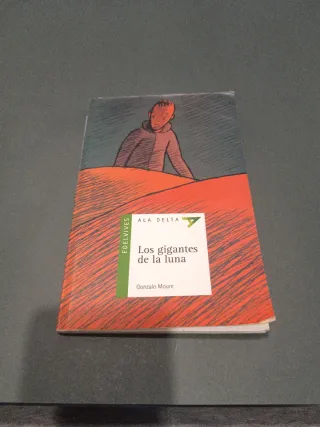 EDELVIVES
ALA DELTA
Los gigantes
de la luna
Gonzalo Moure